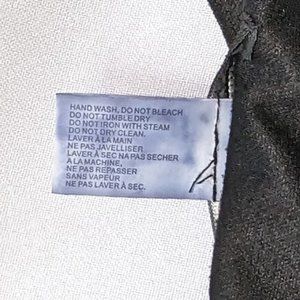 HAND WASH. DO NOT BLEACH
DO NOT TUMBLE DRY
DO NOT IRON WITH STEAM
DO NOT DRY CLEAN.
LAVER À LA MAIN
NE PAS JAVELLISER.
LAVER À SEC NA PAS SECHER
À LA MACHINE,
NE PAS REPASSER
SANS VAPEUR
NE PAS LAVER À SEC.